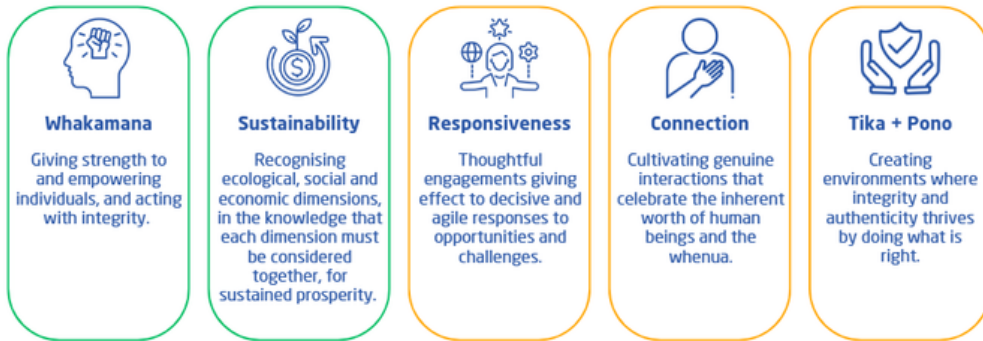 Whakamana
Giving strength to
and empowering
individuals, and acting
with integrity.
Sustainability
Recognising
ecological, social and
economic dimensions,
in the knowledge that
each dimension must
be considered
together, for
sustained prosperity.
Responsiveness
Thoughtful
engagements giving
effect to decisive and
agile responses to
opportunities and
challenges.
Connection
Cultivating genuine
interactions that
celebrate the inherent
worth of human
beings and the
whenua.
Tika + Pono
Creating
environments where
integrity and
authenticity thrives
by doing what is
right.